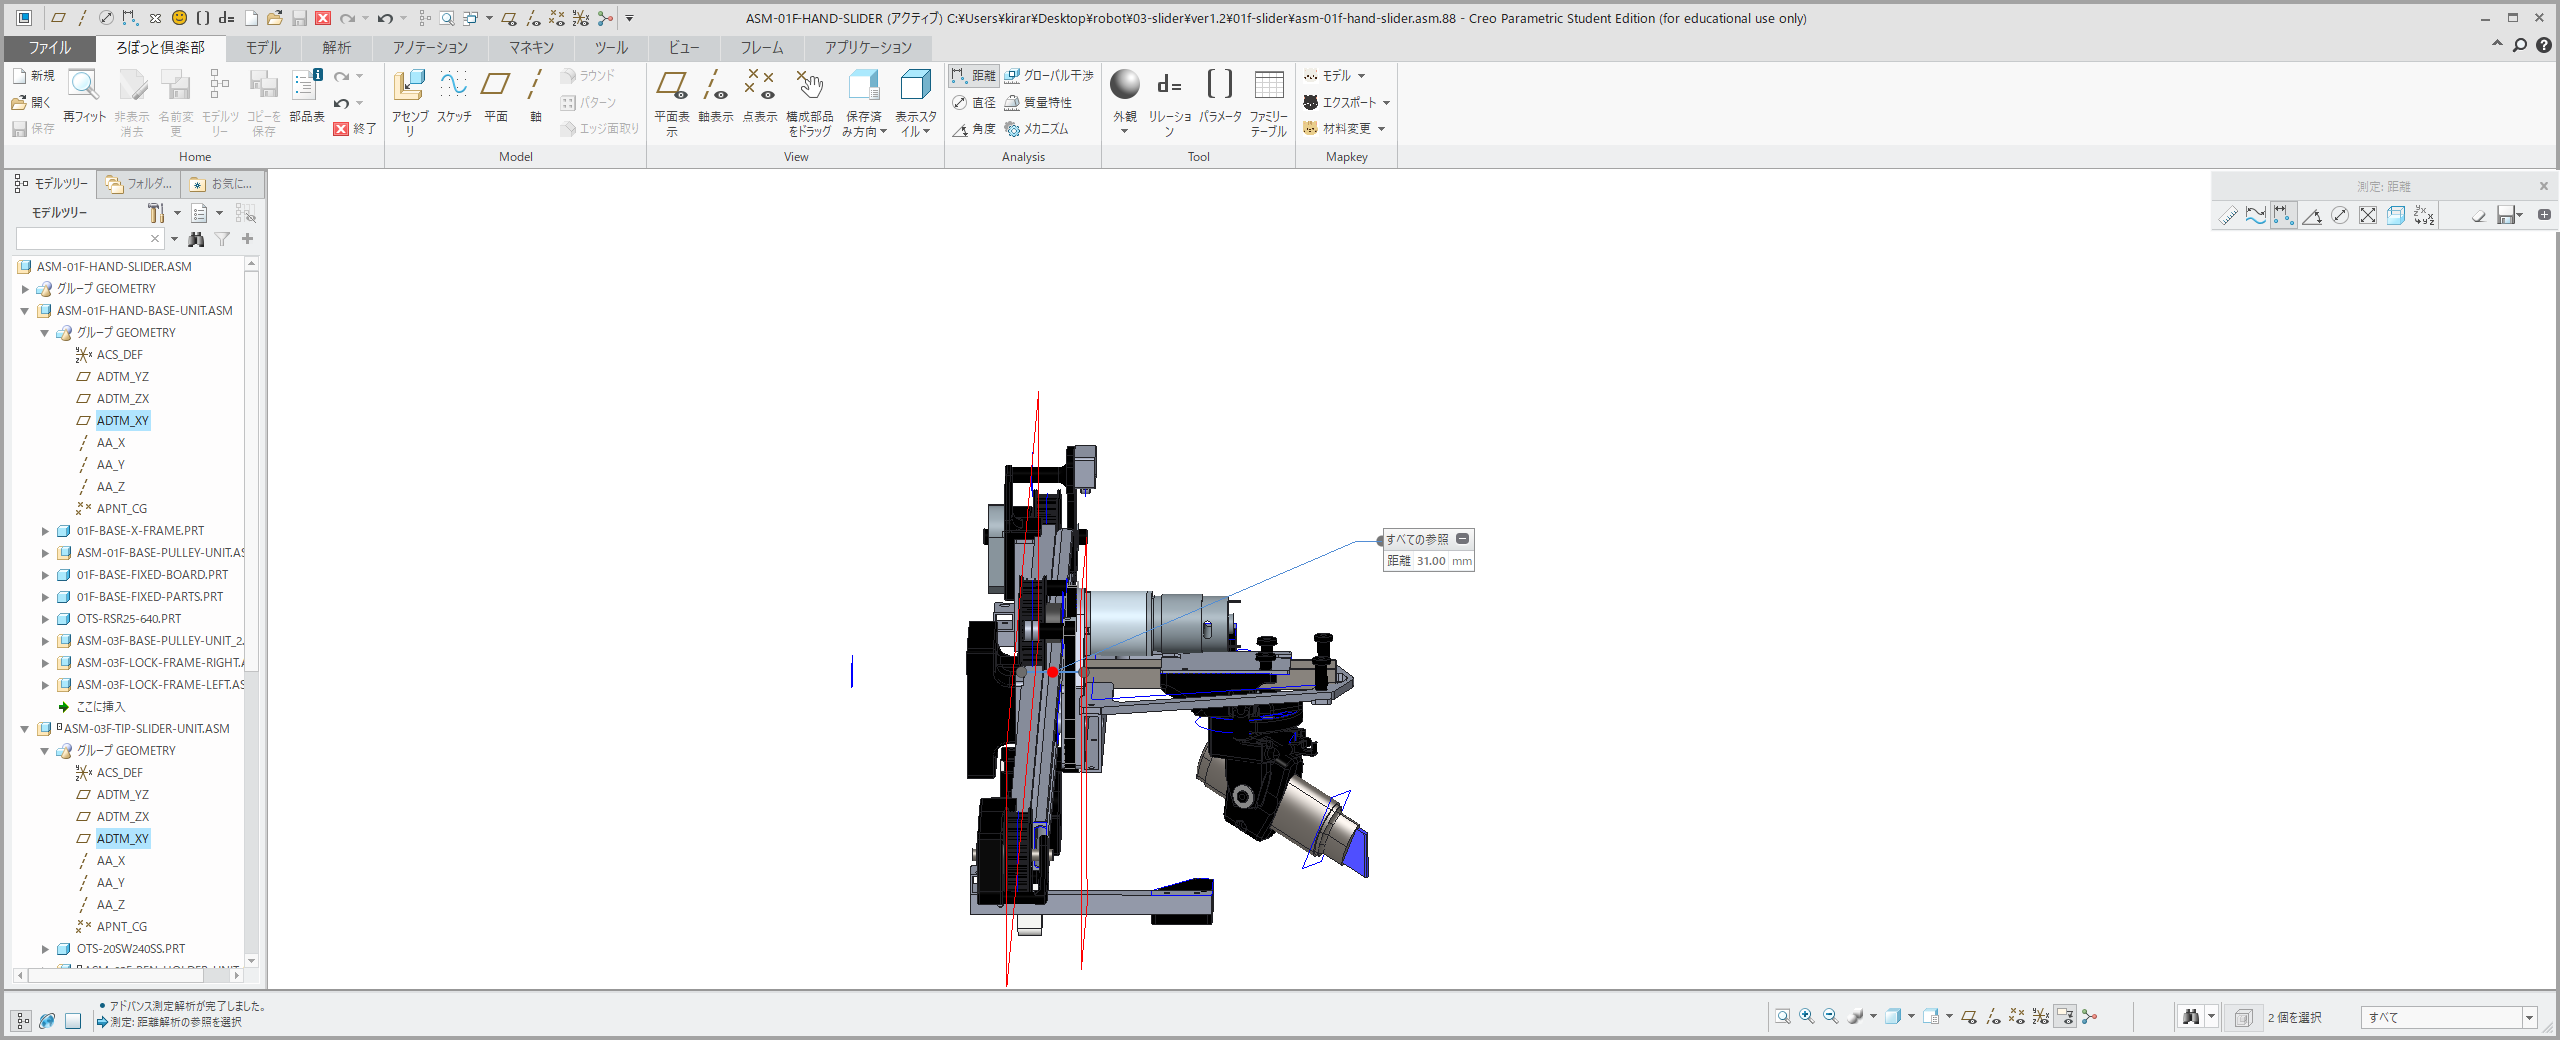 ASM-01F-HAND-SLIDER (アクティブ) C:¥Users¥kirar¥Desktop¥robot¥03-slider¥ver1.2¥01f-slider¥asm-01f-hand-slider.asm.88 - Creo Parametric Student Edition (for educational use only)
ファイル ろぼっと倶楽部 モデル 解析 アノテーション マネキン ツール ビュー フレーム アプリケーション
新規
開く
保存
再フィット
非表示消去
名前変更
モデルツリー
コピーを保存
部品表
終了
アセンブリ
スケッチ
平面
軸
ラウンド
パターン
エッジ面取り
平面表示
軸表示
点表示
構成部品をドラッグ
保存済み方向
表示スタイル
距離
直径
角度
グローバル干渉
質量特性
メカニズム
外観
d=
リレーション
パラメータ
ファミリーテーブル
モデル
エクスポート
材料変更
Home Model View Analysis Tool Mapkey
モデルツリー フォルダ... お気に...
モデルツリー
ASM-01F-HAND-SLIDER.ASM
グループ GEOMETRY
ASM-01F-HAND-BASE-UNIT.ASM
グループ GEOMETRY
ACS_DEF
ADTM_YZ
ADTM_ZX
ADTM_XY
AA_X
AA_Y
AA_Z
APNT_CG
01F-BASE-X-FRAME.PRT
ASM-01F-BASE-PULLEY-UNIT.AS
01F-BASE-FIXED-BOARD.PRT
01F-BASE-FIXED-PARTS.PRT
OTS-RSR25-640.PRT
ASM-03F-BASE-PULLEY-UNIT_2.
ASM-03F-LOCK-FRAME-RIGHT.A
ASM-03F-LOCK-FRAME-LEFT.AS
ここに挿入
ASM-03F-TIP-SLIDER-UNIT.ASM
グループ GEOMETRY
ACS_DEF
ADTM_YZ
ADTM_ZX
ADTM_XY
AA_X
AA_Y
AA_Z
APNT_CG
OTS-20SW240SS.PRT
測定: 距離
すべての参照
距離 31.00 mm
アドバンス測定解析が完了しました。
測定: 距離解析の参照を選択
2 個を選択
すべて